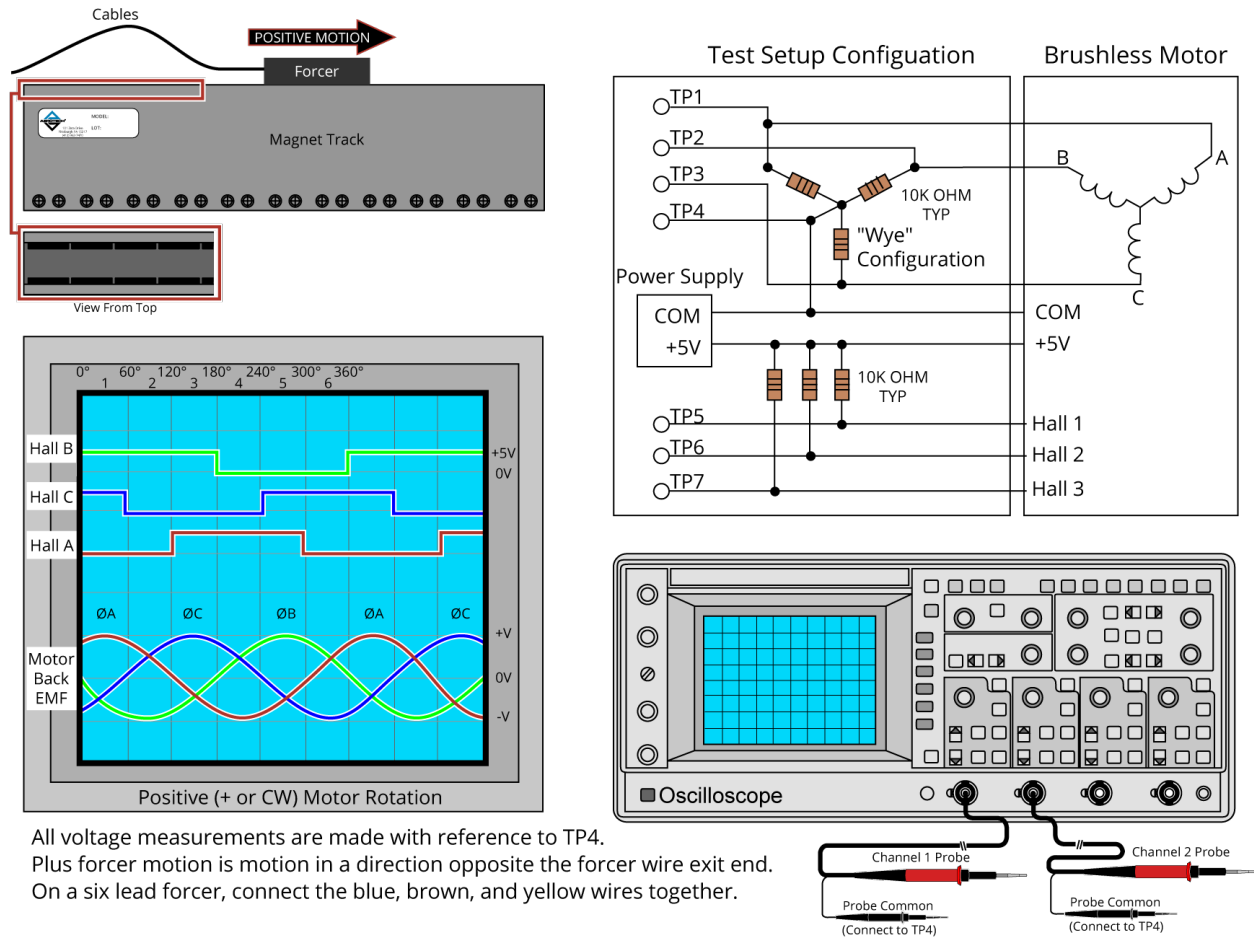 Cables
POSITIVE MOTION
Forcer
MODEL:
LOT:
Magnet Track
View From Top
Test Setup Configuation
Brushless Motor
TP1
TP2
TP3
TP4
10K OHM
TYP
"Wye"
Configuration
B
A
C
Power Supply
COM
+5V
COM
+5V
10K OHM
TYP
TP5
TP6
TP7
Hall 1
Hall 2
Hall 3
0° 60° 120° 180° 240° 300° 360°
1 2 3 4 5 6
Hall B
+5V
0V
Hall C
Hall A
ØA ØC ØB ØA ØC
+V
Motor
Back
EMF
0V
-V
Positive (+ or CW) Motor Rotation
Oscilloscope
Channel 1 Probe
Channel 2 Probe
Probe Common
(Connect to TP4)
Probe Common
(Connect to TP4)
All voltage measurements are made with reference to TP4.
Plus forcer motion is motion in a direction opposite the forcer wire exit end.
On a six lead forcer, connect the blue, brown, and yellow wires together.